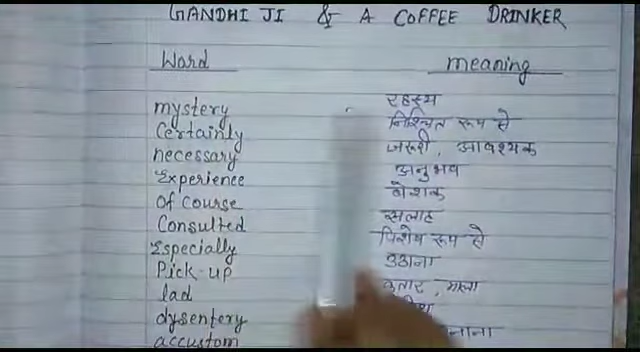 GANDHI JI & A COFFEE DRINKER
Word meaning
mystery रहस्य
Certainly निश्चित रूप से
necessary जरुरी, आवश्यक
Experience अनुभव
Of course बेशक
Consulted सलाह
Especially विशेष रूप से
Pick-up उठाना
lad माला
dysentery
accustom